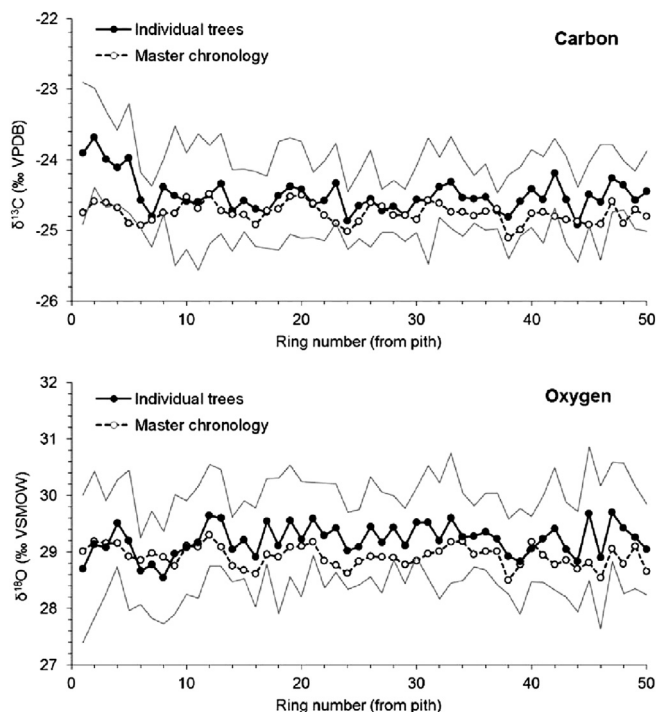 -22
Individual trees
Carbon
Master chronology
-23
-24
-25
-26
δ¹³C (‰ VPDB)
0 10 20 30 40 50
Ring number (from pith)
32
Individual trees
Oxygen
Master chronology
31
30
29
28
27
δ¹⁸O (‰ VSMOW)
0 10 20 30 40 50
Ring number (from pith)